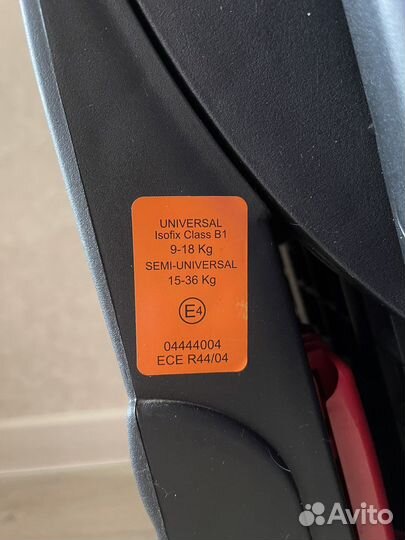 UNIVERSAL
Isofix Class B1
9-18 Kg
SEMI-UNIVERSAL
15-36 Kg
E4
04444004
ECE R44/04
Avito